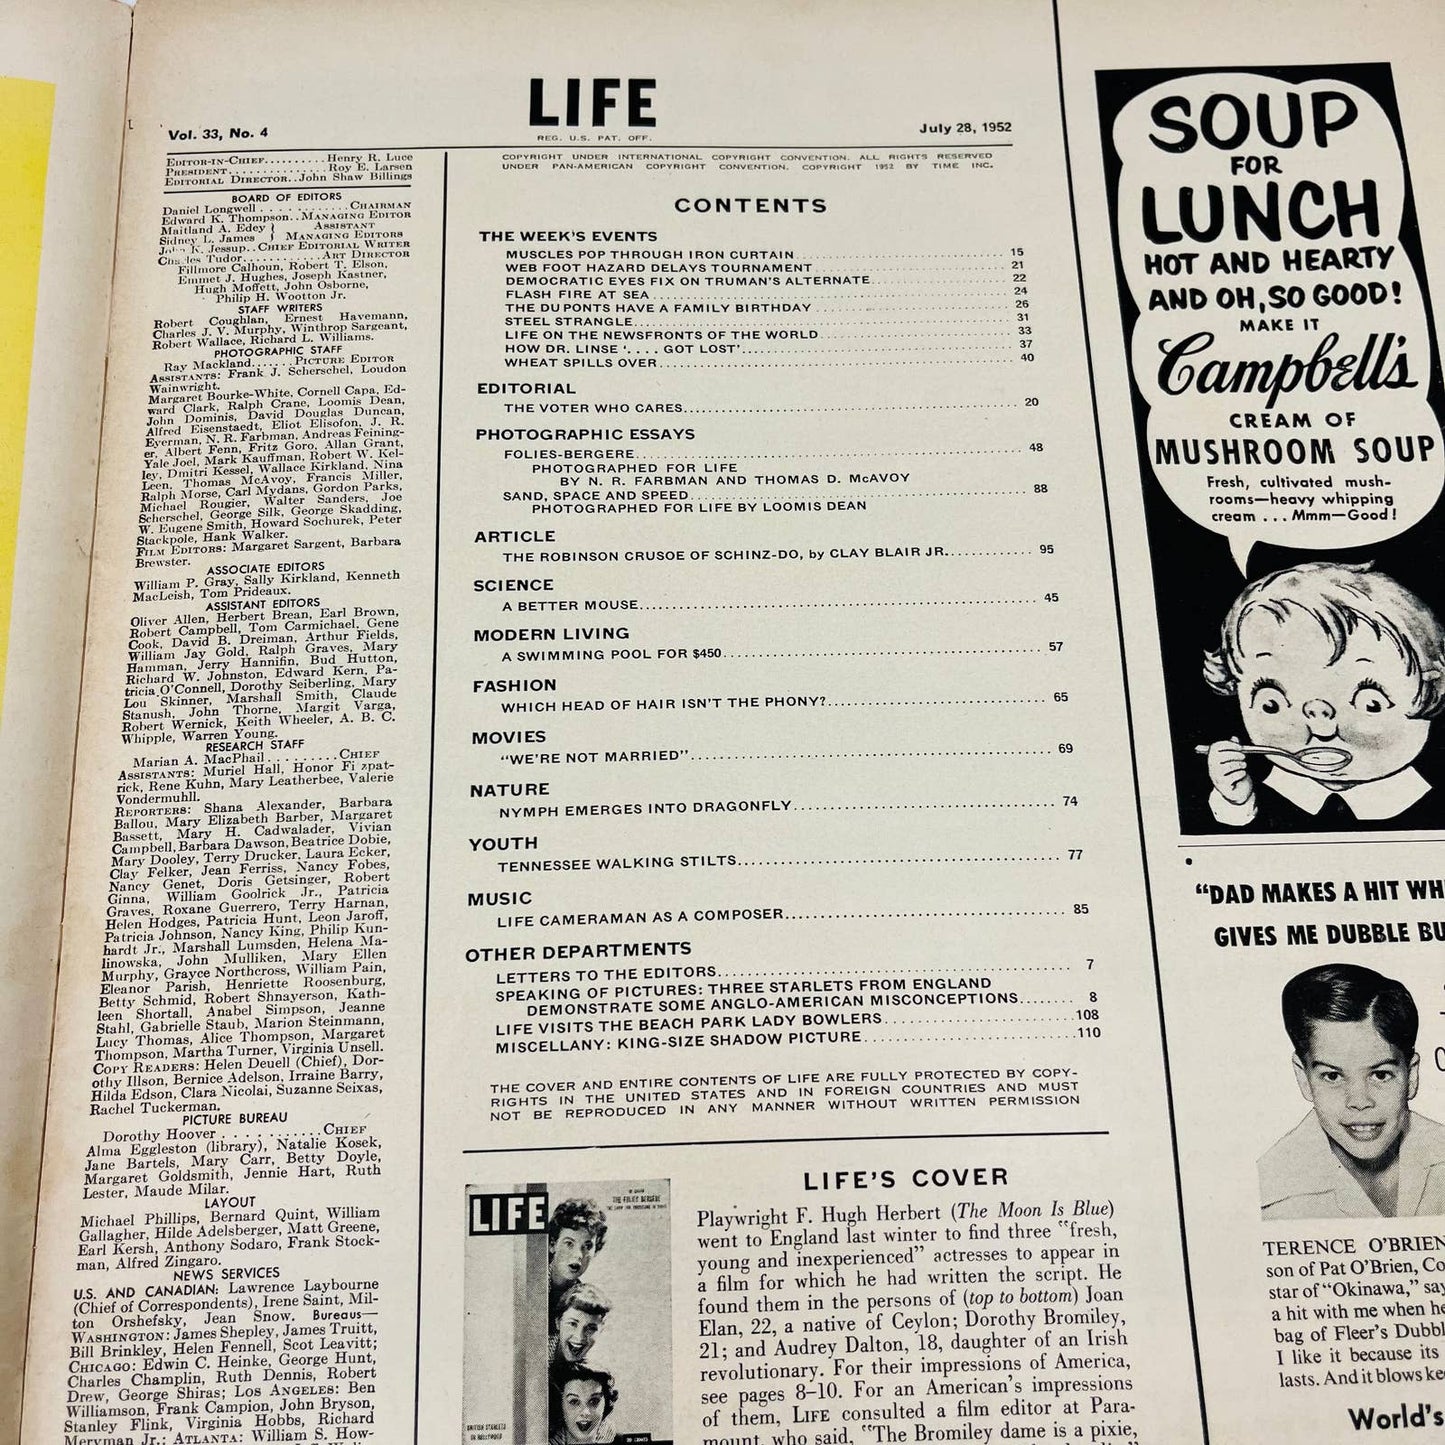 LIFE
REG. U.S. PAT. OFF.
Vol. 33, No. 4
July 28, 1952
EDITOR-IN-CHIEF..........Henry R. Luce
PRESIDENT...............Roy E. Larsen
EDITORIAL DIRECTOR..John Shaw Billings
BOARD OF EDITORS
Daniel Longwell............CHAIRMAN
Edward K. Thompson..MANAGING EDITOR
Maitland A. Edey } ASSISTANT
Sidney L. James } MANAGING EDITORS
John K. Jessup..CHIEF EDITORIAL WRITER
Charles Tudor............ART DIRECTOR
Fillmore Calhoun, Robert T. Elson,
Emmet J. Hughes, Joseph Kastner,
Hugh Moffett, John Osborne,
Philip H. Wootton Jr.
STAFF WRITERS
Robert Coughlan, Ernest Havemann,
Charles J. V. Murphy, Winthrop Sargeant,
Robert Wallace, Richard L. Williams.
PHOTOGRAPHIC STAFF
Ray Mackland.......PICTURE EDITOR
ASSISTANTS: Frank J. Scherschel, Loudon
Wainwright.
Margaret Bourke-White, Cornell Capa, Ed-
ward Clark, Ralph Crane, Loomis Dean,
John Dominis, David Douglas Duncan,
Alfred Eisenstaedt, Eliot Elisofon, J. R.
Eyerman, N. R. Farbman, Andreas Feining-
er, Albert Fenn, Fritz Goro, Allan Grant,
Yale Joel, Mark Kauffman, Robert W. Kel-
ley, Dmitri Kessel, Wallace Kirkland, Nina
Leen, Thomas McAvoy, Francis Miller,
Ralph Morse, Carl Mydans, Gordon Parks,
Michael Rougier, Walter Sanders, Joe
Scherschel, George Silk, George Skadding,
W. Eugene Smith, Howard Sochurek, Peter
Stackpole, Hank Walker.
FILM EDITORS: Margaret Sargent, Barbara
Brewster.
ASSOCIATE EDITORS
William P. Gray, Sally Kirkland, Kenneth
MacLeish, Tom Prideaux.
ASSISTANT EDITORS
Oliver Allen, Herbert Brean, Earl Brown,
Robert Campbell, Tom Carmichael, Gene
Cook, David B. Dreiman, Arthur Fields,
William Jay Gold, Ralph Graves, Mary
Hamman, Jerry Hannifin, Bud Hutton,
Richard W. Johnston, Edward Kern, Pa-
tricia O'Connell, Dorothy Seiberling, Mary
Lou Skinner, Marshall Smith, Claude
Stanush, John Thorne, Margit Varga,
Robert Wernick, Keith Wheeler, A. B. C.
Whipple, Warren Young.
RESEARCH STAFF
Marian A. MacPhail..........CHIEF
ASSISTANTS: Muriel Hall, Honor Fi zpat-
rick, Rene Kuhn, Mary Leatherbee, Valerie
Vondermuhll.
REPORTERS: Shana Alexander, Barbara
Ballou, Mary Elizabeth Barber, Margaret
Bassett, Mary H. Cadwalader, Vivian
Campbell, Barbara Dawson, Beatrice Dobie,
Mary Dooley, Terry Drucker, Laura Ecker,
Clay Felker, Jean Ferriss, Nancy Fobes,
Nancy Genet, Doris Getsinger, Robert
Ginna, William Goolrick Jr., Patricia
Graves, Roxane Guerrero, Terry Harnan,
Helen Hodges, Patricia Hunt, Leon Jaroff,
Patricia Johnson, Nancy King, Philip Kun-
hardt Jr., Marshall Lumsden, Helena Ma-
linowska, John Mulliken, Mary Ellen
Murphy, Grayce Northcross, William Pain,
Eleanor Parish, Henriette Roosenburg,
Betty Schmid, Robert Shnayerson, Kath-
leen Shortall, Anabel Simpson, Jeanne
Stahl, Gabrielle Staub, Marion Steinmann,
Lucy Thomas, Alice Thompson, Margaret
Thompson, Martha Turner, Virginia Unsell.
COPY READERS: Helen Deuell (Chief), Dor-
othy Illson, Bernice Adelson, Irraine Barry,
Hilda Edson, Clara Nicolai, Suzanne Seixas,
Rachel Tuckerman.
PICTURE BUREAU
Dorothy Hoover...........CHIEF
Alma Eggleston (library), Natalie Kosek,
Jane Bartels, Mary Carr, Betty Doyle,
Margaret Goldsmith, Jennie Hart, Ruth
Lester, Maude Milar.
LAYOUT
Michael Phillips, Bernard Quint, William
Gallagher, Hilde Adelsberger, Matt Greene,
Earl Kersh, Anthony Sodaro, Frank Stock-
man, Alfred Zingaro.
NEWS SERVICES
U.S. AND CANADIAN: Lawrence Laybourne
(Chief of Correspondents), Irene Saint, Mil-
ton Orshefsky, Jean Snow. Bureaus—
WASHINGTON: James Shepley, James Truitt,
Bill Brinkley, Helen Fennell, Scot Leavitt;
CHICAGO: Edwin C. Heinke, George Hunt,
Charles Champlin, Ruth Dennis, Robert
Drew, George Shiras; LOS ANGELES: Ben
Williamson, Frank Campion, John Bryson,
Stanley Flink, Virginia Hobbs, Richard
Meryman Jr.; ATLANTA: William S. How-
COPYRIGHT UNDER INTERNATIONAL COPYRIGHT CONVENTION. ALL RIGHTS RESERVED
UNDER PAN-AMERICAN COPYRIGHT CONVENTION. COPYRIGHT 1952 BY TIME INC.
CONTENTS
THE WEEK'S EVENTS
MUSCLES POP THROUGH IRON CURTAIN.......... 15
WEB FOOT HAZARD DELAYS TOURNAMENT.......... 21
DEMOCRATIC EYES FIX ON TRUMAN'S ALTERNATE.......... 22
FLASH FIRE AT SEA.......... 24
THE DU PONTS HAVE A FAMILY BIRTHDAY.......... 26
STEEL STRANGLE.......... 31
LIFE ON THE NEWSFRONTS OF THE WORLD.......... 33
HOW DR. LINSE '. . . . GOT LOST'.......... 37
WHEAT SPILLS OVER.......... 40
EDITORIAL
THE VOTER WHO CARES.......... 20
PHOTOGRAPHIC ESSAYS
FOLIES-BERGERE.......... 48
PHOTOGRAPHED FOR LIFE
BY N. R. FARBMAN AND THOMAS D. McAVOY
SAND, SPACE AND SPEED.......... 88
PHOTOGRAPHED FOR LIFE BY LOOMIS DEAN
ARTICLE
THE ROBINSON CRUSOE OF SCHINZ-DO, by CLAY BLAIR JR........... 95
SCIENCE
A BETTER MOUSE.......... 45
MODERN LIVING
A SWIMMING POOL FOR $450.......... 57
FASHION
WHICH HEAD OF HAIR ISN'T THE PHONY?.......... 65
MOVIES
"WE'RE NOT MARRIED".......... 69
NATURE
NYMPH EMERGES INTO DRAGONFLY.......... 74
YOUTH
TENNESSEE WALKING STILTS.......... 77
MUSIC
LIFE CAMERAMAN AS A COMPOSER.......... 85
OTHER DEPARTMENTS
LETTERS TO THE EDITORS.......... 7
SPEAKING OF PICTURES: THREE STARLETS FROM ENGLAND
DEMONSTRATE SOME ANGLO-AMERICAN MISCONCEPTIONS........ 8
LIFE VISITS THE BEACH PARK LADY BOWLERS..........108
MISCELLANY: KING-SIZE SHADOW PICTURE..........110
THE COVER AND ENTIRE CONTENTS OF LIFE ARE FULLY PROTECTED BY COPY-
RIGHTS IN THE UNITED STATES AND IN FOREIGN COUNTRIES AND MUST
NOT BE REPRODUCED IN ANY MANNER WITHOUT WRITTEN PERMISSION
LIFE
THE FOLIES BERGERE
BRITISH STARLETS
IN HOLLYWOOD
20 CENTS
LIFE'S COVER
Playwright F. Hugh Herbert (The Moon Is Blue)
went to England last winter to find three "fresh,
young and inexperienced" actresses to appear in
a film for which he had written the script. He
found them in the persons of (top to bottom) Joan
Elan, 22, a native of Ceylon; Dorothy Bromiley,
21; and Audrey Dalton, 18, daughter of an Irish
revolutionary. For their impressions of America,
see pages 8–10. For an American's impressions
of them, LIFE consulted a film editor at Para-
mount, who said, "The Bromiley dame is a pixie,
SOUP
FOR
LUNCH
HOT AND HEARTY
AND OH, SO GOOD!
MAKE IT
Campbell's
CREAM OF
MUSHROOM SOUP
Fresh, cultivated mush-
rooms—heavy whipping
cream . . . Mmm—Good!
"DAD MAKES A HIT WH
GIVES ME DUBBLE BU
TERENCE O'BRIEN
son of Pat O'Brien, Co
star of "Okinawa," say
a hit with me when he
bag of Fleer's Dubbl
I like it because its
lasts. And it blows ke
World's